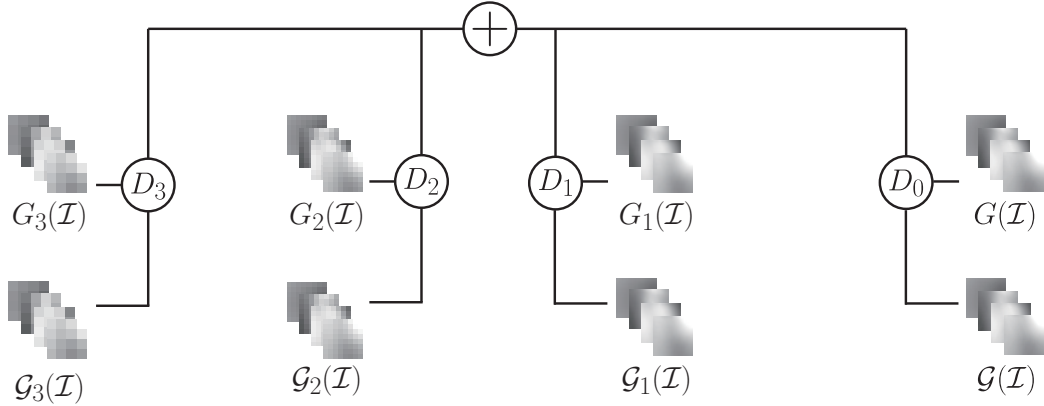 +
D₃ D₂ D₁ D₀
G₃(ℐ) G₂(ℐ) G₁(ℐ) G(ℐ)
𝒢₃(ℐ) 𝒢₂(ℐ) 𝒢₁(ℐ) 𝒢(ℐ)